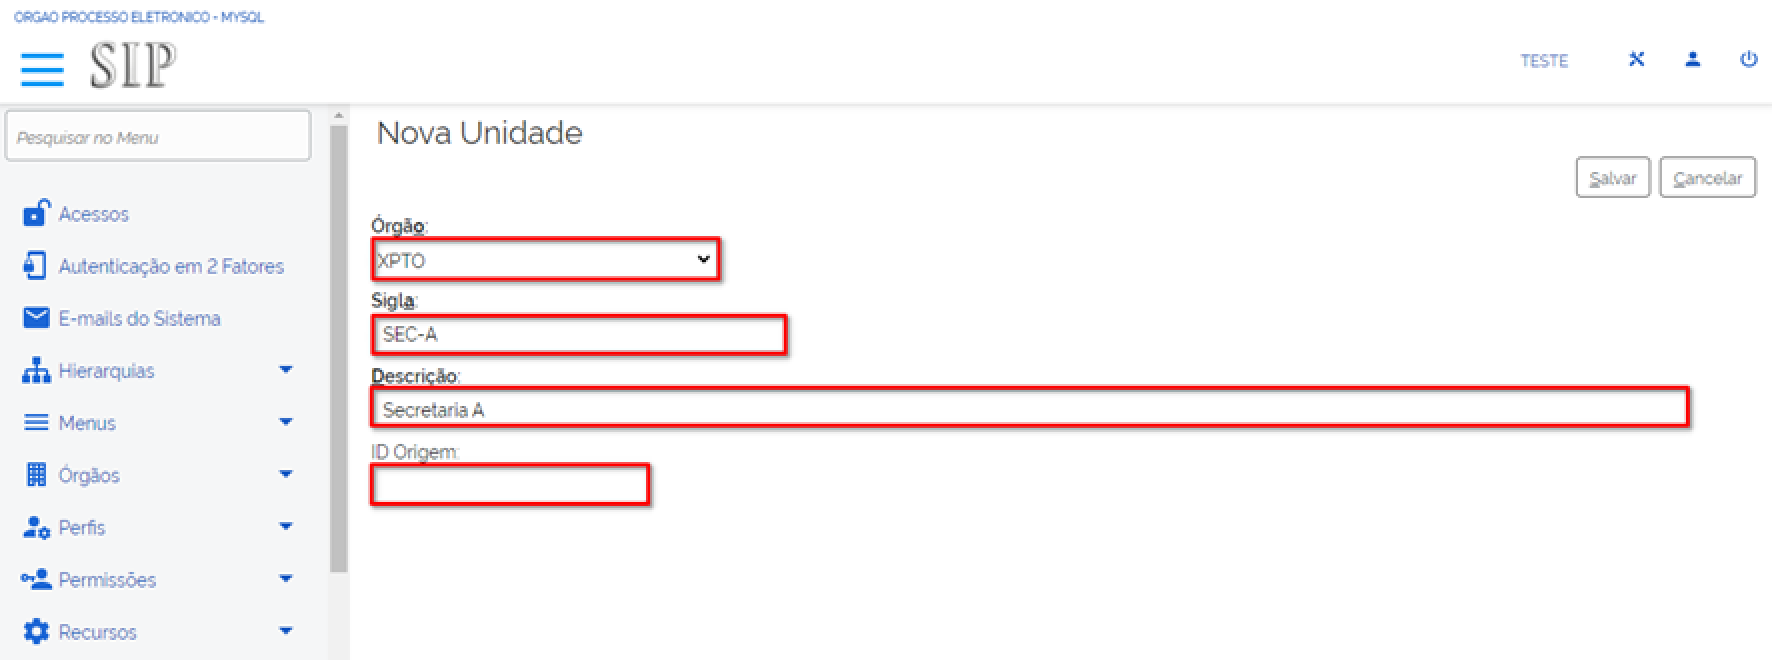 ORGAO PROCESSO ELETRONICO - MYSQL
SIP
TESTE
Pesquisar no Menu
Nova Unidade
Salvar
Cancelar
Acessos
Órgão:
XPTO
Autenticação em 2 Fatores
Sigla:
SEC-A
E-mails do Sistema
Hierarquias
Descrição:
Secretaria A
Menus
ID Origem:
Órgãos
Perfis
Permissões
Recursos